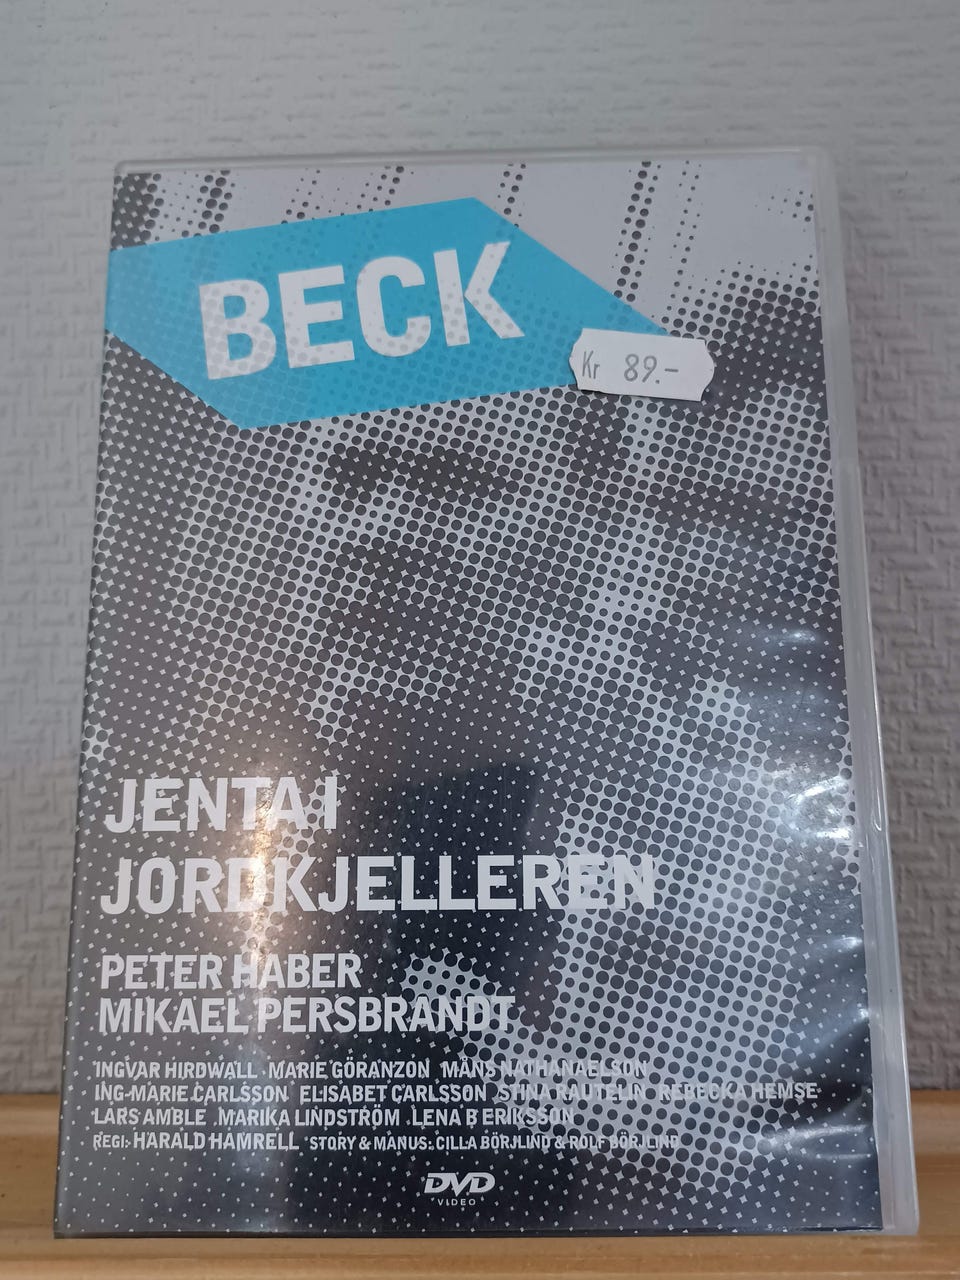 BECK
Kr 89.-
JENTA I
JORDKJELLEREN
PETER HABER
MIKAEL PERSBRANDT
INGVAR HIRDWALL MARIE GÖRANZON MÅNS NATHANAELSON
ING-MARIE CARLSSON ELISABET CARLSSON STINA RAUTELIN REBECKA HEMSE
LARS AMBLE MARIKA LINDSTRÖM LENA B ERIKSSON
REGI: HARALD HAMRELL STORY & MANUS: CILLA BÖRJLIND & ROLF BÖRJLIND
DVD
VIDEO